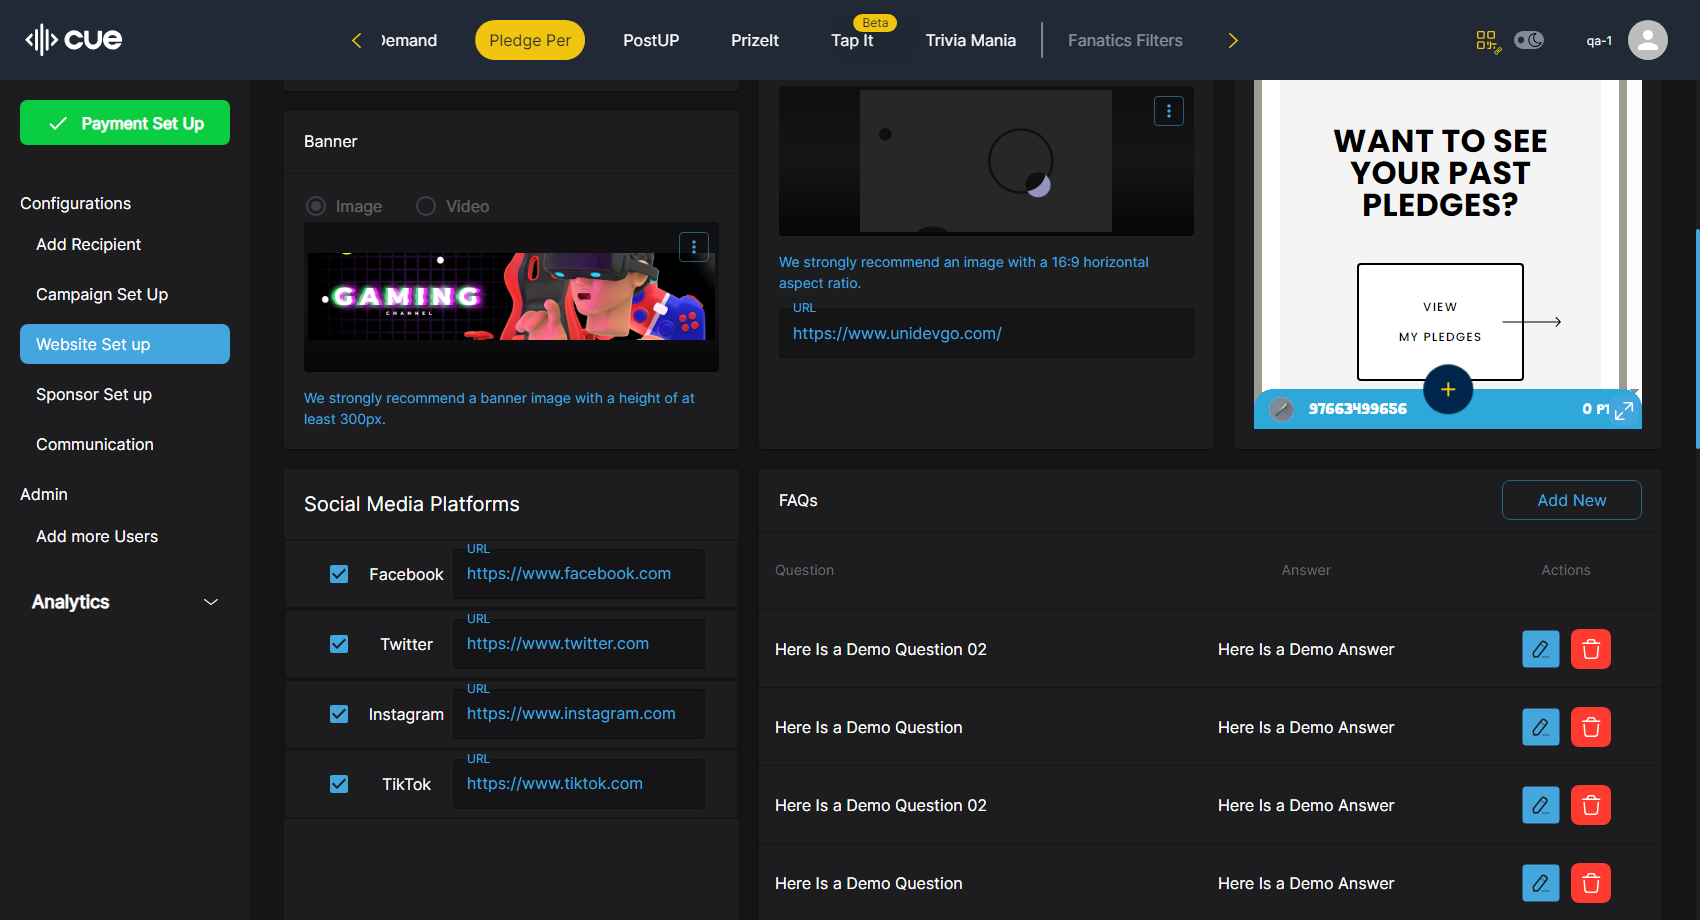 cue
Demand
Pledge Per
PostUP
PrizeIt
Beta
Tap It
Trivia Mania
Fanatics Filters
qa-1
Payment Set Up
Configurations
Add Recipient
Campaign Set Up
Website Set up
Sponsor Set up
Communication
Admin
Add more Users
Analytics
Banner
Image
Video
GAMING
CHANNEL
We strongly recommend a banner image with a height of at
least 300px.
We strongly recommend an image with a 16:9 horizontal
aspect ratio.
URL
https://www.unidevgo.com/
WANT TO SEE
YOUR PAST
PLEDGES?
VIEW
MY PLEDGES
97663499656
0 PT
Social Media Platforms
Facebook
URL
https://www.facebook.com
Twitter
URL
https://www.twitter.com
Instagram
URL
https://www.instagram.com
TikTok
URL
https://www.tiktok.com
FAQs
Add New
Question Answer Actions
Here Is a Demo Question 02 Here Is a Demo Answer
Here Is a Demo Question Here Is a Demo Answer
Here Is a Demo Question 02 Here Is a Demo Answer
Here Is a Demo Question Here Is a Demo Answer